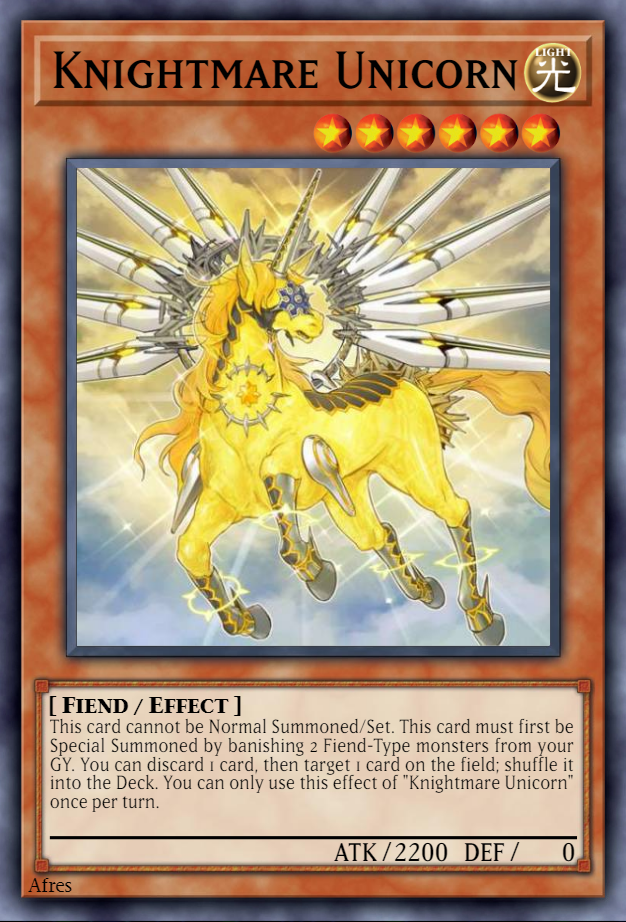 Knightmare Unicorn
LIGHT
光
[ Fiend / Effect ]
This card cannot be Normal Summoned/Set. This card must first be
Special Summoned by banishing 2 Fiend-Type monsters from your
GY. You can discard 1 card, then target 1 card on the field; shuffle it
into the Deck. You can only use this effect of "Knightmare Unicorn"
once per turn.
ATK/2200 DEF/ 0
Afres